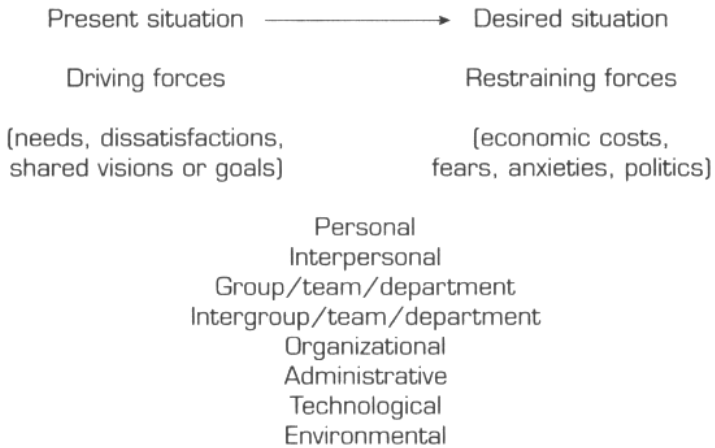 Present situation Desired situation
Driving forces Restraining forces
(needs, dissatisfactions, (economic costs,
shared visions or goals) fears, anxieties, politics)
Personal
Interpersonal
Group/team/department
Intergroup/team/department
Organizational
Administrative
Technological
Environmental